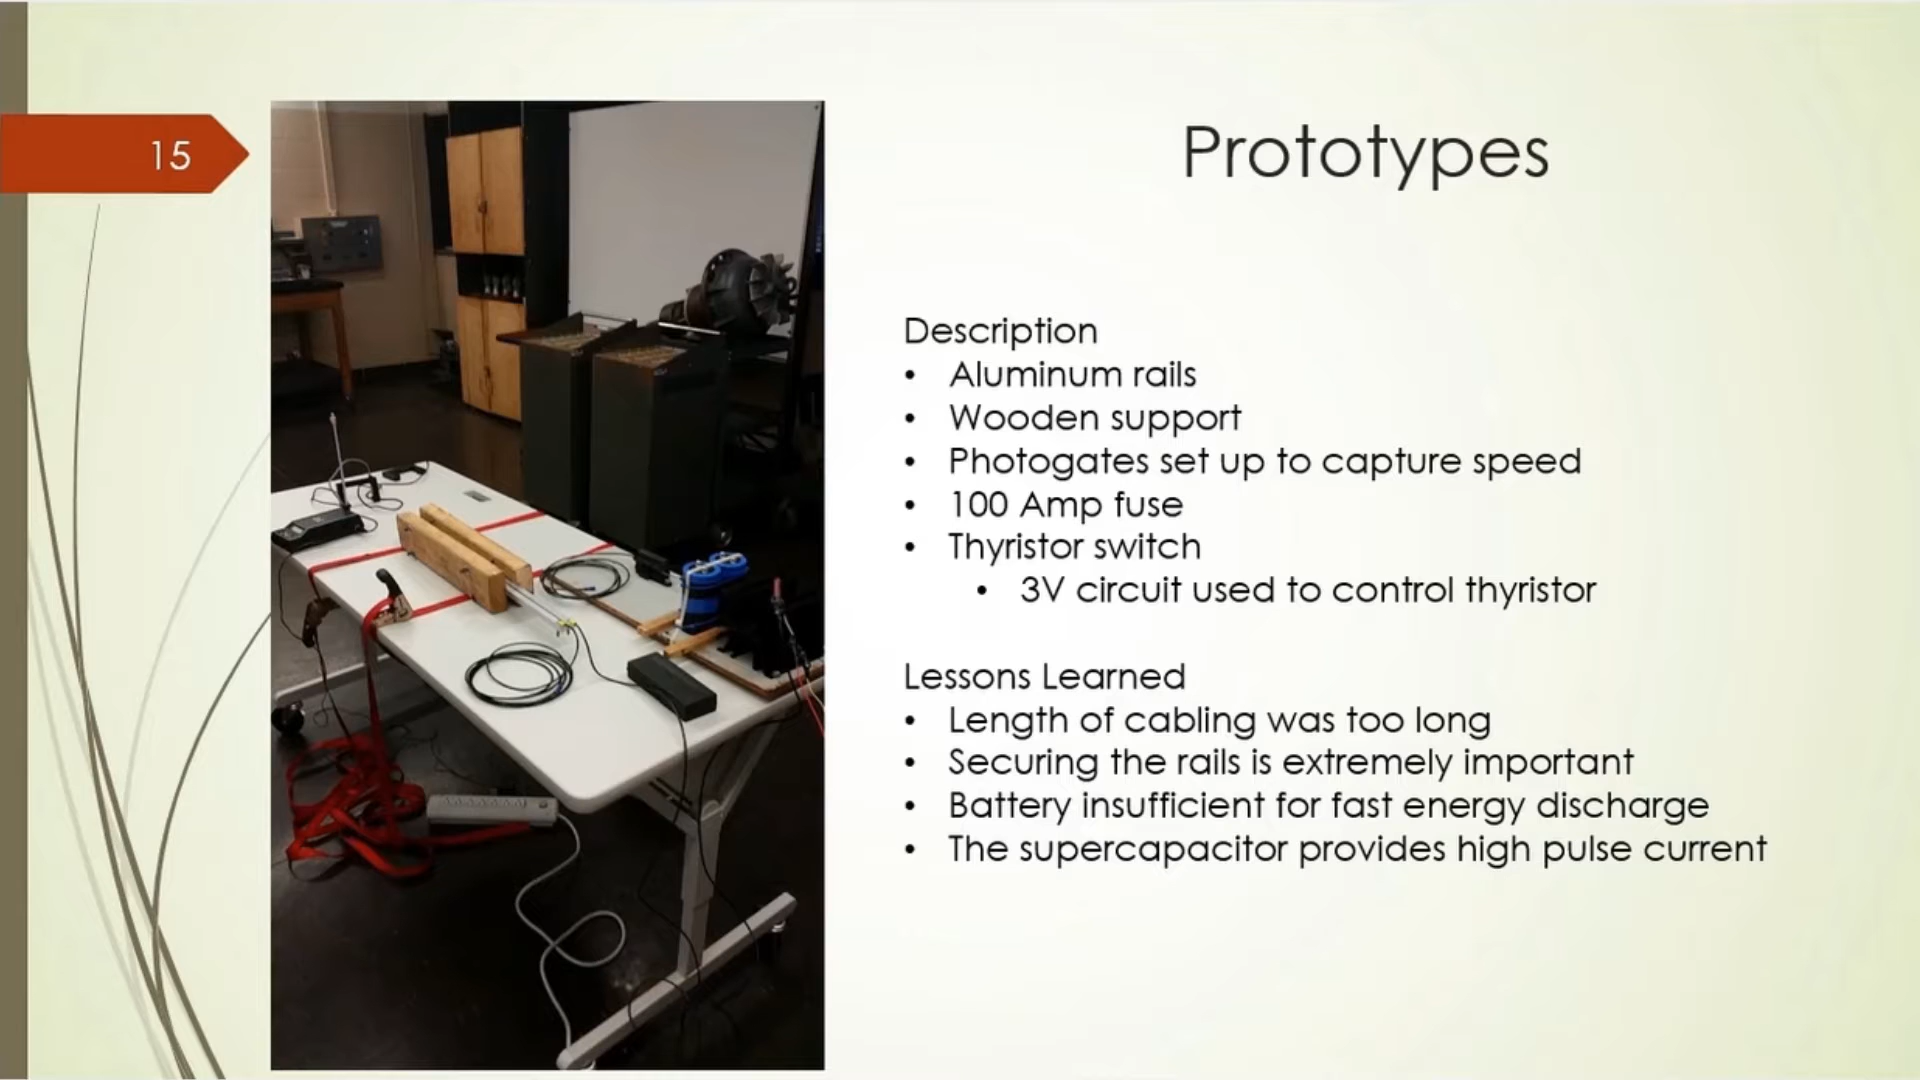 15
Prototypes
Description
• Aluminum rails
• Wooden support
• Photogates set up to capture speed
• 100 Amp fuse
• Thyristor switch
• 3V circuit used to control thyristor
Lessons Learned
• Length of cabling was too long
• Securing the rails is extremely important
• Battery insufficient for fast energy discharge
• The supercapacitor provides high pulse current